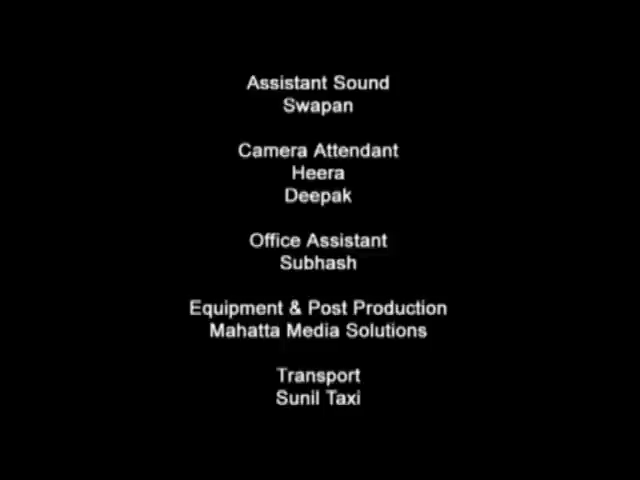 Assistant Sound
Swapan
Camera Attendant
Heera
Deepak
Office Assistant
Subhash
Equipment & Post Production
Mahatta Media Solutions
Transport
Sunil Taxi